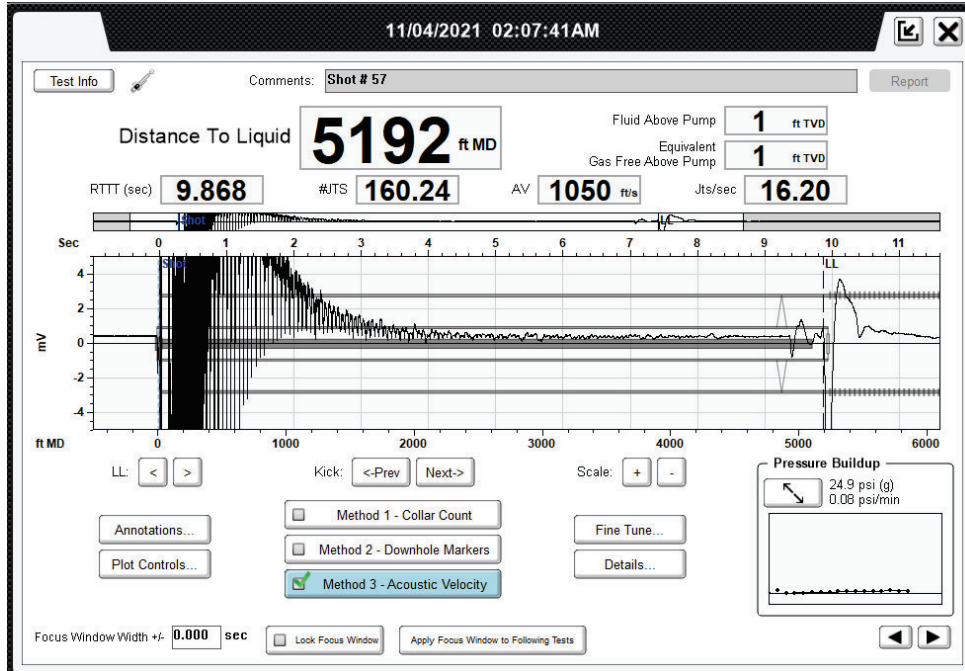 11/04/2021 02:07:41AM
Test Info
Comments:
Shot # 57
Report
Distance To Liquid
5192 ft MD
Fluid Above Pump
1 ft TVD
Equivalent
Gas Free Above Pump
1 ft TVD
RTTT (sec)
9.868
#JTS
160.24
AV
1050 ft/s
Jts/sec
16.20
Shot
LL
Sec
0 1 2 3 4 5 6 7 8 9 10 11
Shot
LL
mV
4
2
0
-2
-4
ft MD
0 1000 2000 3000 4000 5000 6000
LL:
<
>
Kick:
<-Prev
Next->
Scale:
+
-
Pressure Buildup
24.9 psi (g)
0.08 psi/min
Annotations...
Plot Controls...
Method 1 - Collar Count
Method 2 - Downhole Markers
Method 3 - Acoustic Velocity
Fine Tune...
Details...
Focus Window Width +/-
0.000
sec
Lock Focus Window
Apply Focus Window to Following Tests